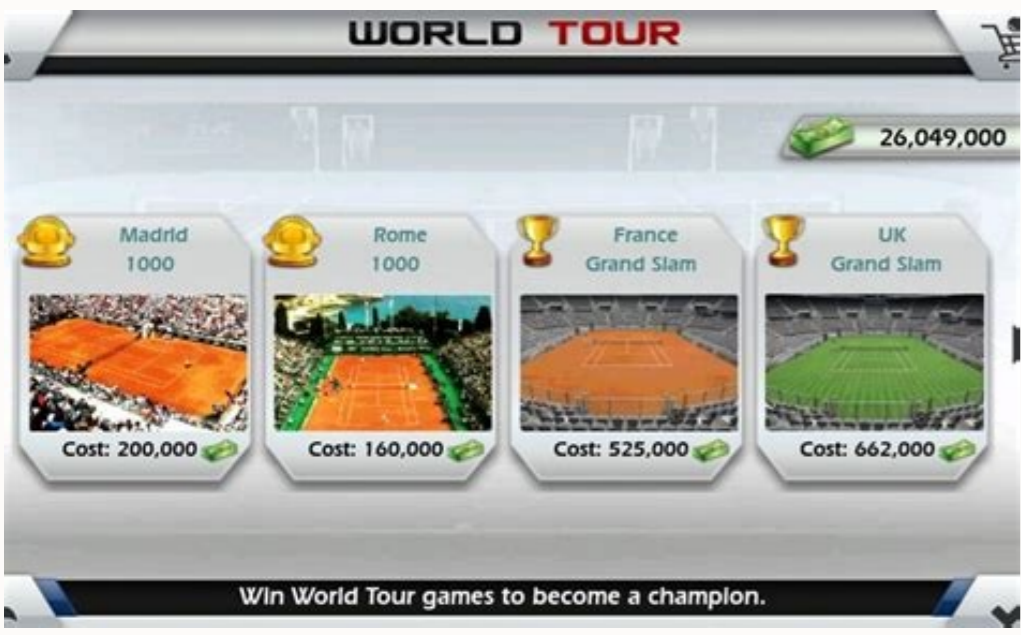 WORLD TOUR
26,049,000
Madrid
1000
Cost: 200,000
Rome
1000
Cost: 160,000
France
Grand Slam
Cost: 525,000
UK
Grand Slam
Cost: 662,000
Win World Tour games to become a champion.